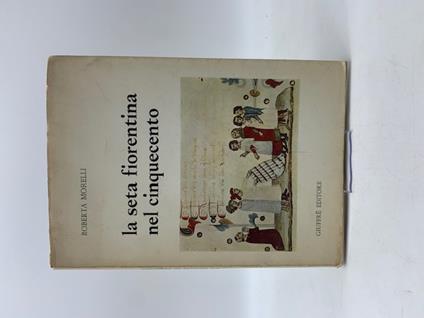 ROBERTA MORELLI
la seta fiorentina
nel cinquecento
GIUFFRÈ EDITORE